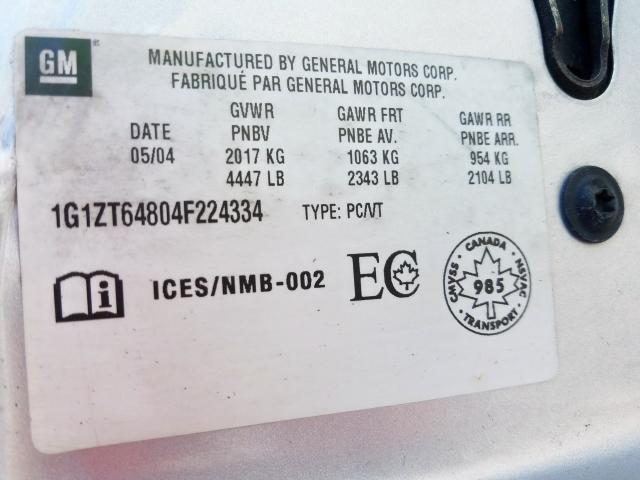 GM
MANUFACTURED BY GENERAL MOTORS CORP.
FABRIQUÉ PAR GENERAL MOTORS CORP.
GVWR GAWR FRT GAWR RR
DATE PNBV PNBE AV. PNBE ARR.
05/04 2017 KG 1063 KG 954 KG
4447 LB 2343 LB 2104 LB
1G1ZT64804F224334 TYPE: PC/VT
i ICES/NMB-002 EC
CANADA
CMVSS 985 NSVAC
TRANSPORT